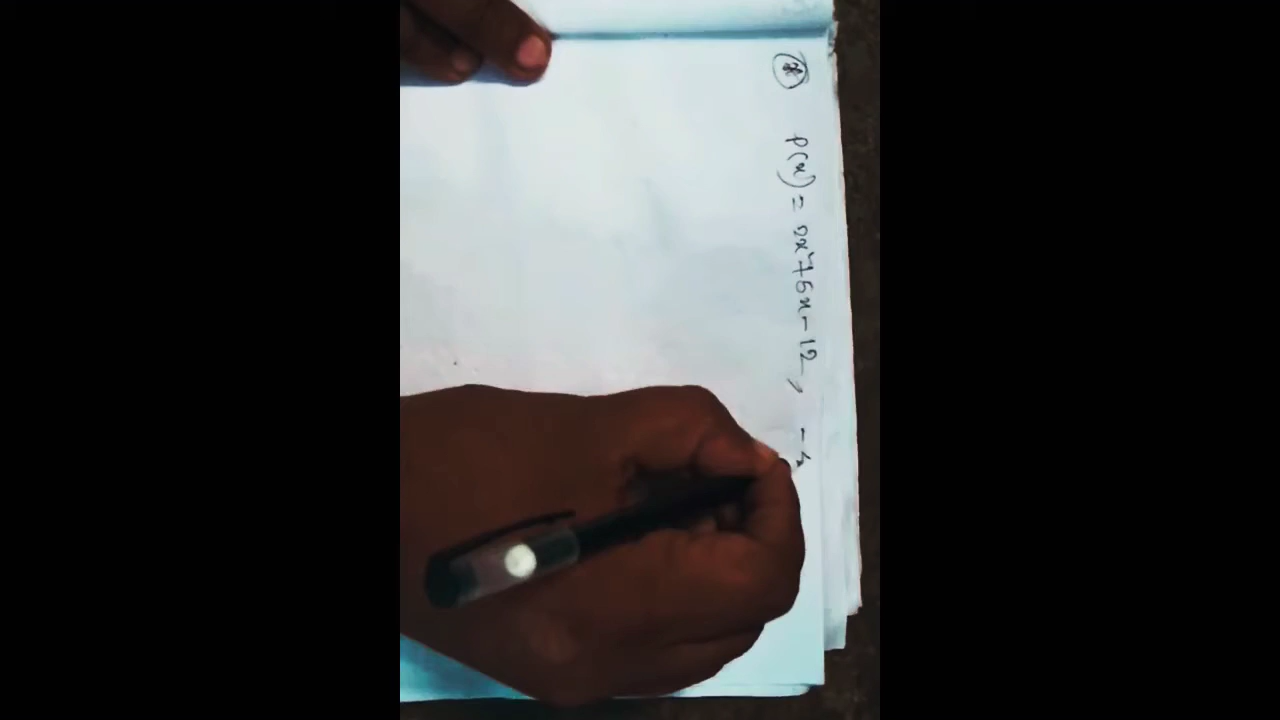 * P(x) = 2x²+5x-12, -